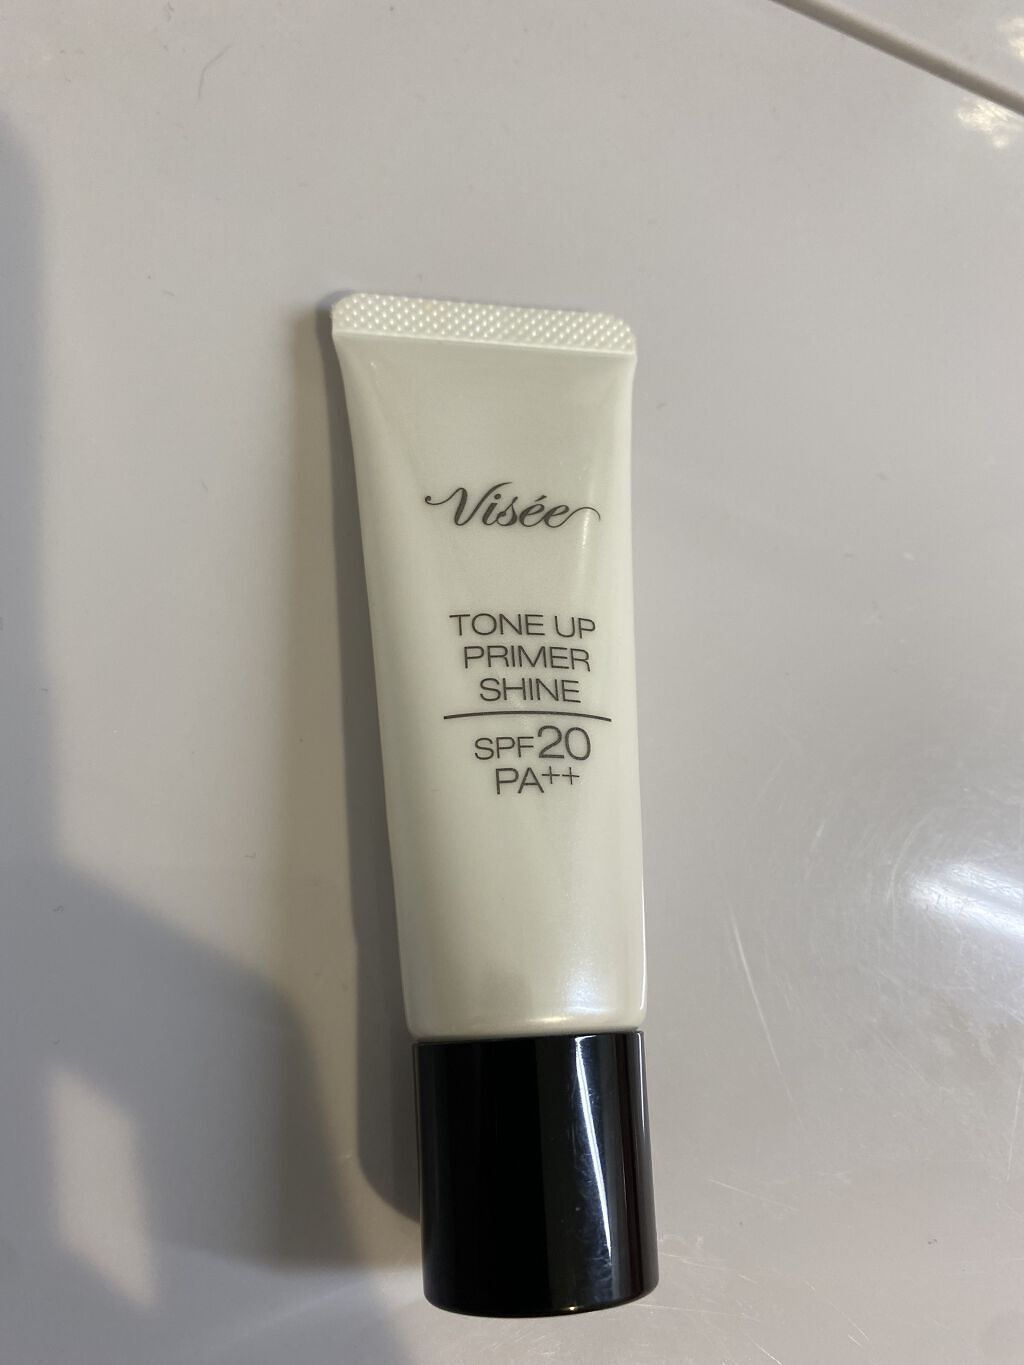 Visée
TONE UP
PRIMER
SHINE
SPF20
PA++